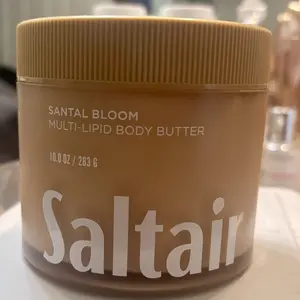 SANTAL BLOOM
MULTI-LIPID BODY BUTTER
10.0 OZ / 283 G
Saltair